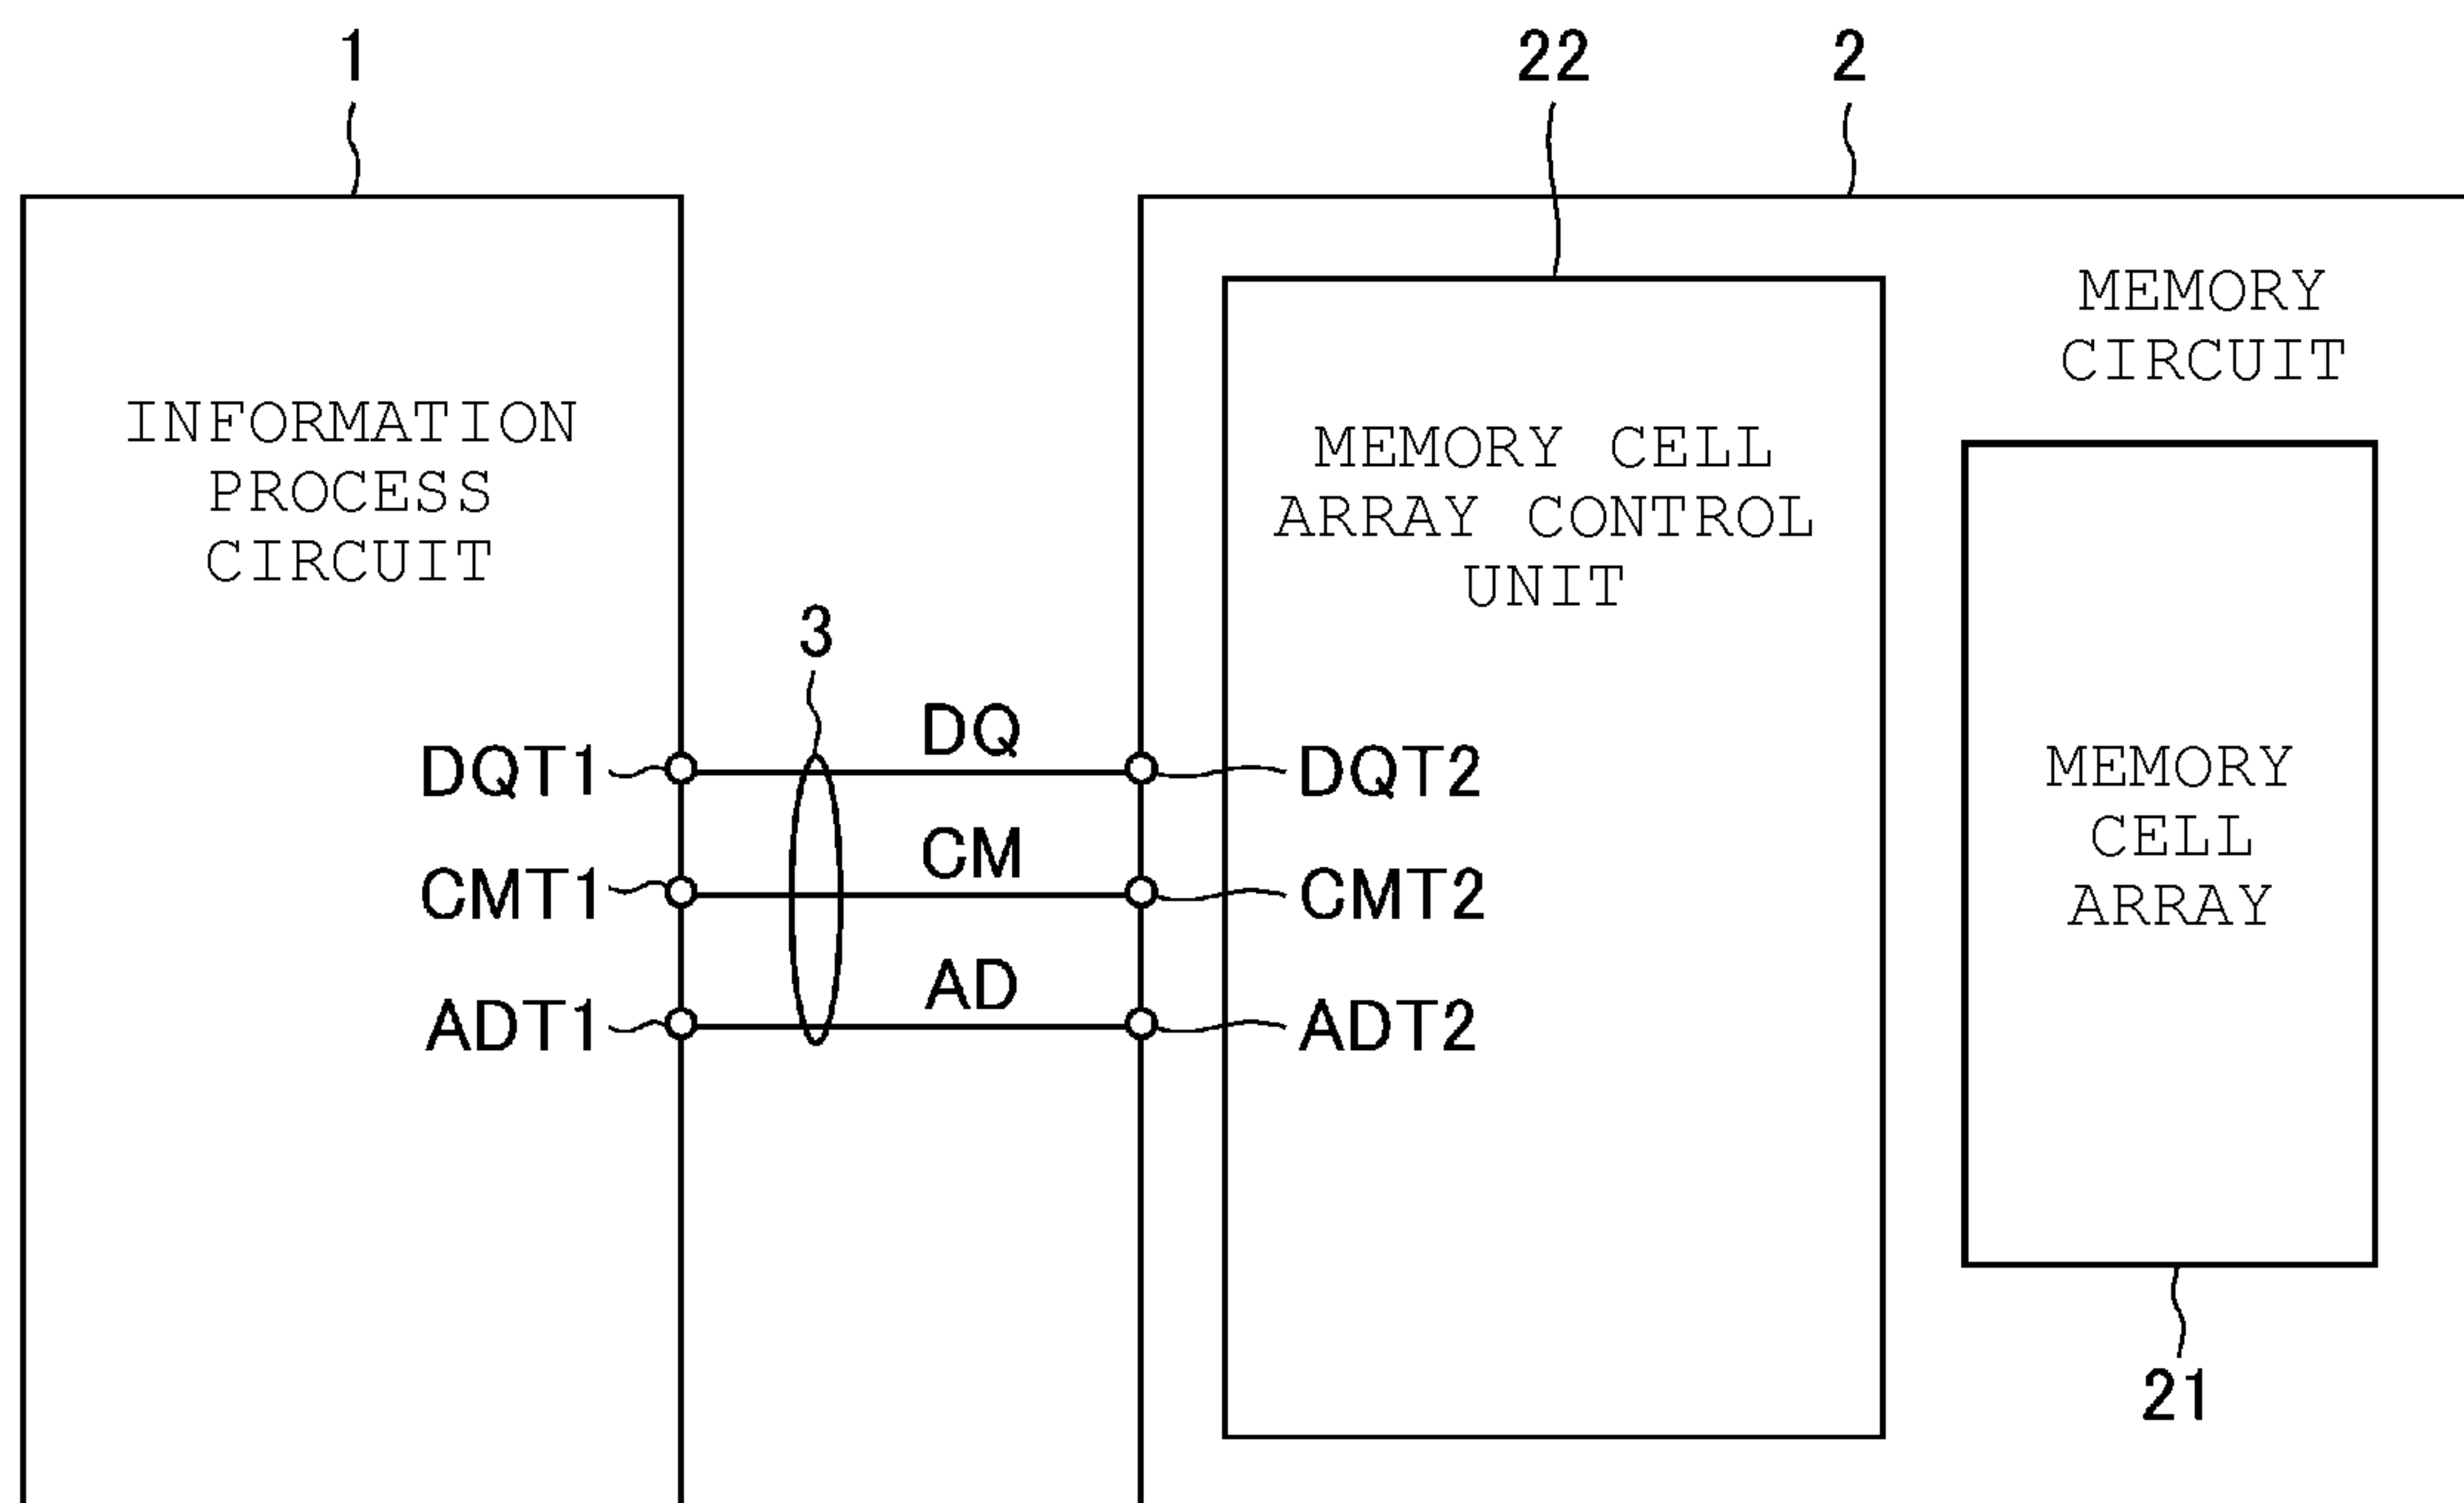 1
22
2
INFORMATION
PROCESS
CIRCUIT
MEMORY CELL
ARRAY CONTROL
UNIT
MEMORY
CIRCUIT
3
DQ
DQT1
DQT2
CM
CMT1
CMT2
AD
ADT1
ADT2
MEMORY
CELL
ARRAY
21